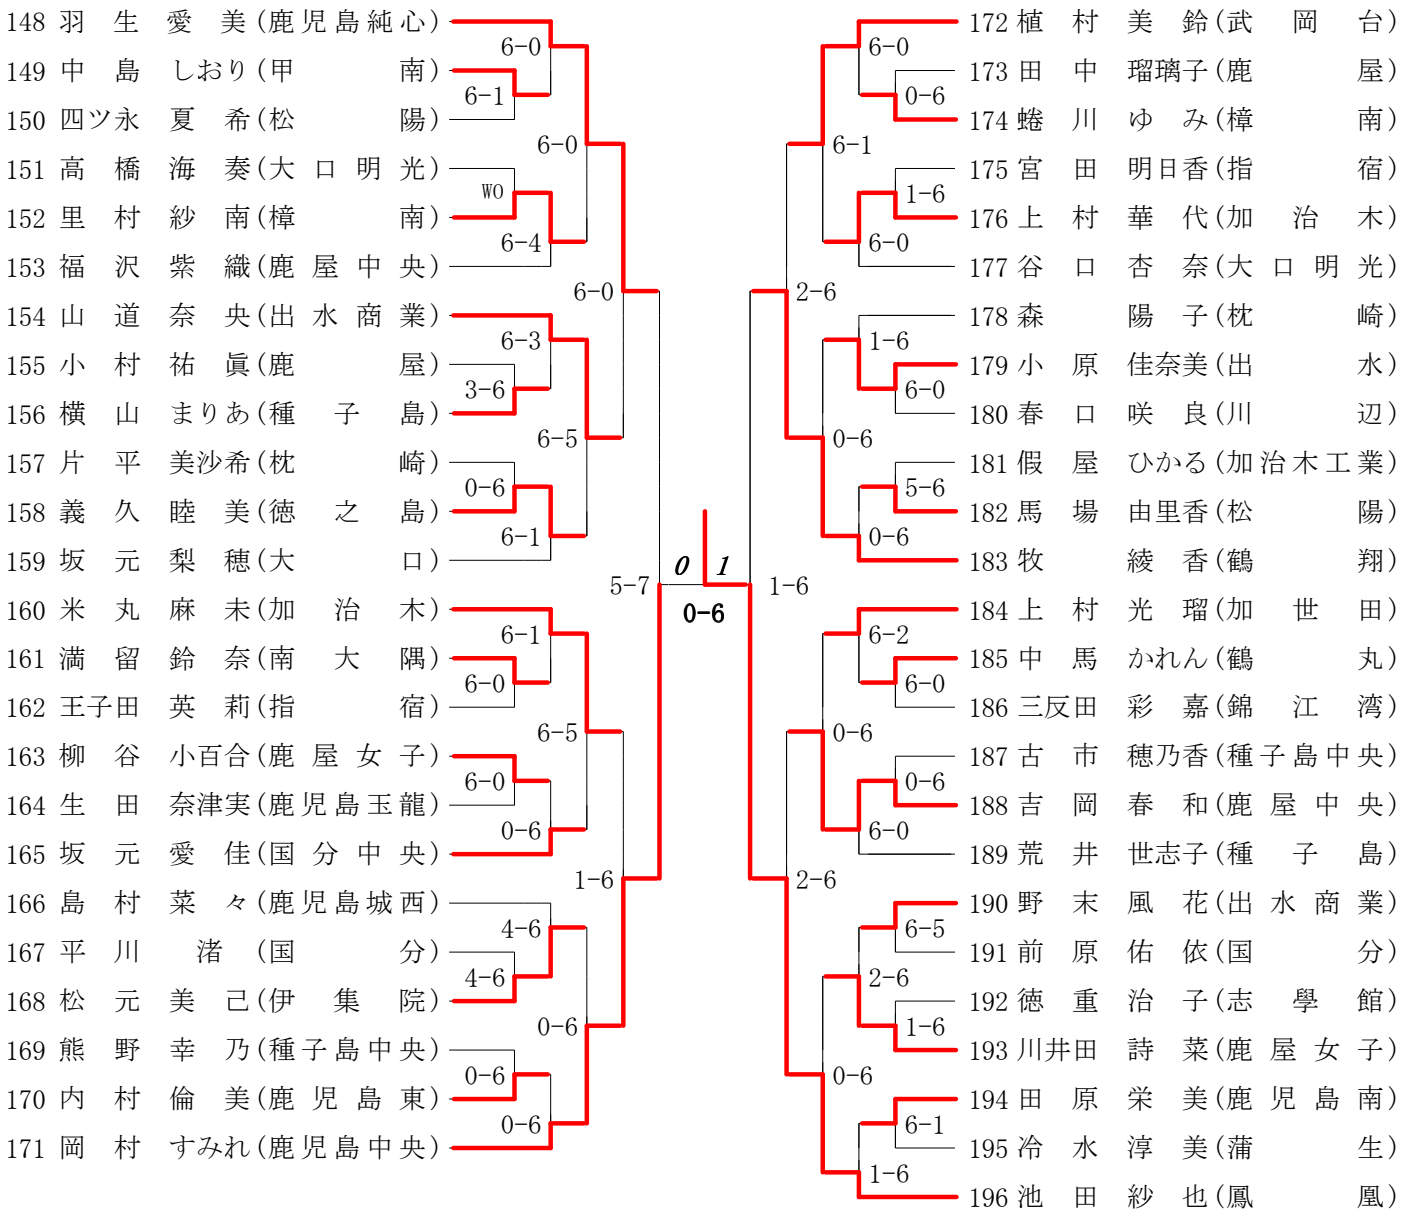 148 羽生 愛美(鹿児島純心)
149 中島 しおり(甲南)
150 四ツ永 夏希(松陽)
151 高橋海奏(大口明光)
152 里村紗南(樟南)
153 福沢紫織(鹿屋中央)
154 山道奈央(出水商業)
155 小村祐眞(鹿屋)
156 横山 まりあ(種子島)
157 片平 美沙希(枕崎)
158 義久睦美(徳之島)
159 坂元梨穂(大口)
160 米丸麻未(加治木)
161 満留鈴奈(南大隅)
162 王子田 英莉(指宿)
163 柳谷 小百合(鹿屋女子)
164 生田 奈津実(鹿児島玉龍)
165 坂元愛佳(国分中央)
166 島村菜々(鹿児島城西)
167 平川 渚(国分)
168 松元美己(伊集院)
169 熊野幸乃(種子島中央)
170 内村倫美(鹿児島東)
171 岡村 すみれ(鹿児島中央)
6-0
6-1
6-0
WO
6-4
6-0
6-3
3-6
6-5
0-6
6-1
5-7
6-1
6-0
6-5
6-0
0-6
1-6
4-6
4-6
0-6
0-6
0-6
0 1
0-6
172 植村美鈴(武岡台)
173 田中 瑠璃子(鹿屋)
174 蜷川 ゆみ(樟南)
175 宮田 明日香(指宿)
176 上村華代(加治木)
177 谷口杏奈(大口明光)
178 森 陽子(枕崎)
179 小原 佳奈美(出水)
180 春口咲良(川辺)
181 假屋 ひかる(加治木工業)
182 馬場 由里香(松陽)
183 牧 綾香(鶴翔)
184 上村光瑠(加世田)
185 中馬 かれん(鶴丸)
186 三反田 彩嘉(錦江湾)
187 古市 穂乃香(種子島中央)
188 吉岡春和(鹿屋中央)
189 荒井 世志子(種子島)
190 野末風花(出水商業)
191 前原佑依(国分)
192 徳重治子(志學館)
193 川井田 詩菜(鹿屋女子)
194 田原栄美(鹿児島南)
195 冷水淳美(蒲生)
196 池田紗也(鳳凰)
6-0
0-6
6-1
1-6
6-0
2-6
1-6
6-0
0-6
5-6
0-6
1-6
6-2
6-0
0-6
0-6
6-0
2-6
6-5
2-6
1-6
0-6
6-1
1-6